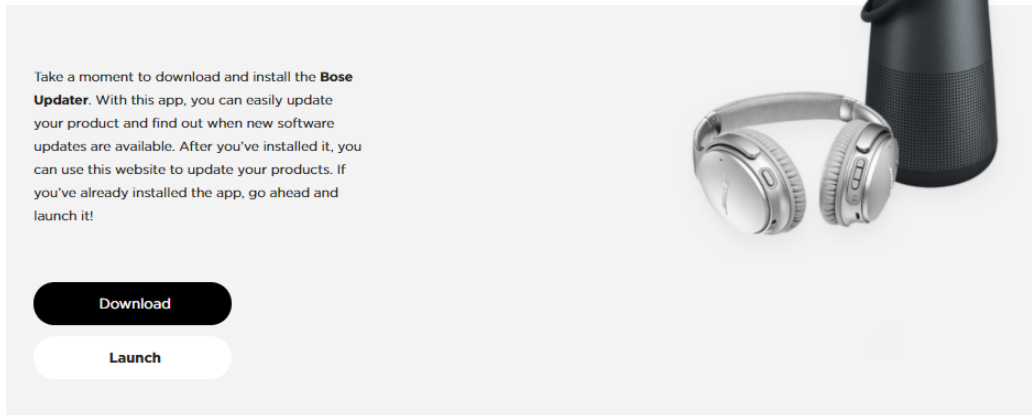 Take a moment to download and install the Bose
Updater. With this app, you can easily update
your product and find out when new software
updates are available. After you've installed it, you
can use this website to update your products. If
you've already installed the app, go ahead and
launch it!
Download
Launch